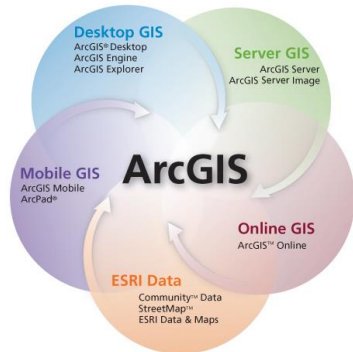 Desktop GIS
ArcGIS® Desktop
ArcGIS Engine
ArcGIS Explorer
Server GIS
ArcGIS Server
ArcGIS Server Image
Mobile GIS
ArcGIS Mobile
ArcPad®
ArcGIS
Online GIS
ArcGIS™ Online
ESRI Data
Community™ Data
StreetMap™
ESRI Data & Maps